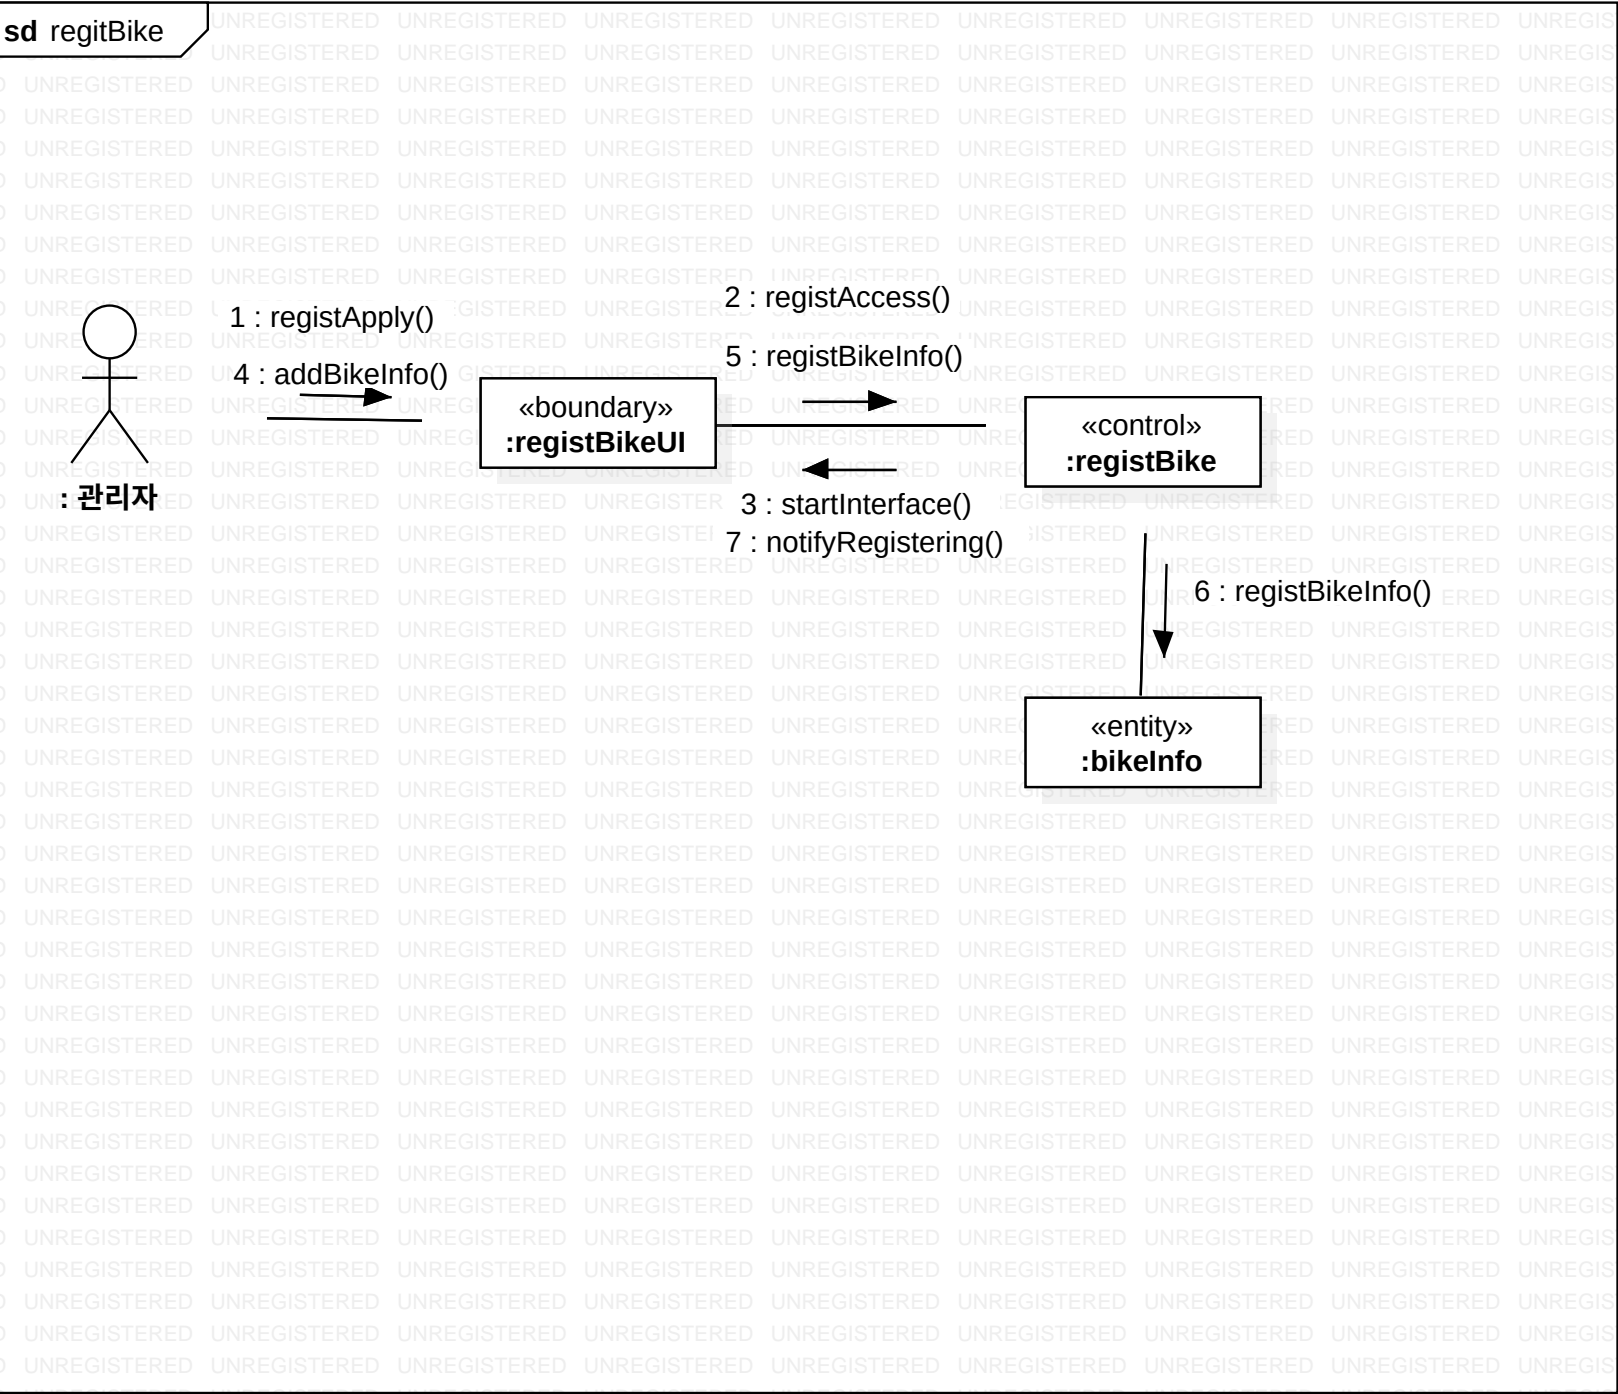 sd regitBike
1 : registApply()
4 : addBikeInfo()
: 관리자
«boundary»
:registBikeUI
2 : registAccess()
5 : registBikeInfo()
3 : startInterface()
7 : notifyRegistering()
«control»
:registBike
6 : registBikeInfo()
«entity»
:bikeInfo
UNREGISTERED